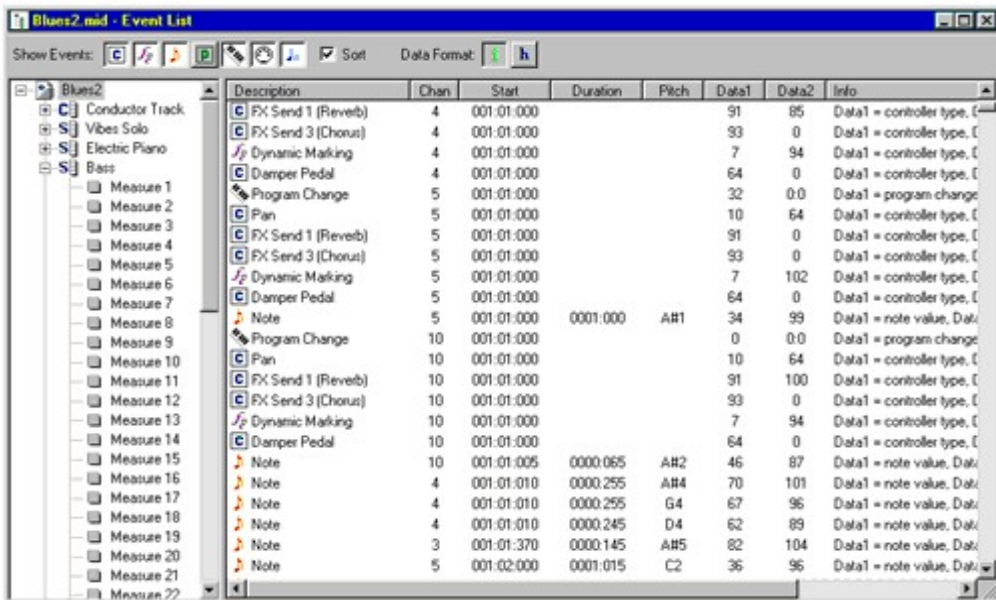 Blues2.mid - Event List
Show Events: C P Sort Data Format: i h
Blues2
Conductor Track
Vibes Solo
Electric Piano
Bass
Measure 1
Measure 2
Measure 3
Measure 4
Measure 5
Measure 6
Measure 7
Measure 8
Measure 9
Measure 10
Measure 11
Measure 12
Measure 13
Measure 14
Measure 15
Measure 16
Measure 17
Measure 18
Measure 19
Measure 20
Measure 21
Measure 22
Description Chan Start Duration Pitch Data1 Data2 Info
FX Send 1 (Reverb) 4 001:01:000 91 85 Data1 = controller type,
FX Send 3 (Chorus) 4 001:01:000 93 0 Data1 = controller type,
Dynamic Marking 4 001:01:000 7 94 Data1 = controller type,
Damper Pedal 4 001:01:000 64 0 Data1 = controller type,
Program Change 5 001:01:000 32 0:0 Data1 = program change
Pan 5 001:01:000 10 64 Data1 = controller type,
FX Send 1 (Reverb) 5 001:01:000 91 0 Data1 = controller type,
FX Send 3 (Chorus) 5 001:01:000 93 0 Data1 = controller type,
Dynamic Marking 5 001:01:000 7 102 Data1 = controller type,
Damper Pedal 5 001:01:000 64 0 Data1 = controller type,
Note 5 001:01:000 0001:000 A#1 34 99 Data1 = note value, Data
Program Change 10 001:01:000 0 0:0 Data1 = program change
Pan 10 001:01:000 10 64 Data1 = controller type,
FX Send 1 (Reverb) 10 001:01:000 91 100 Data1 = controller type,
FX Send 3 (Chorus) 10 001:01:000 93 0 Data1 = controller type,
Dynamic Marking 10 001:01:000 7 94 Data1 = controller type,
Damper Pedal 10 001:01:000 64 0 Data1 = controller type,
Note 10 001:01:005 0000:065 A#2 46 87 Data1 = note value, Data
Note 4 001:01:010 0000:255 A#4 70 101 Data1 = note value, Data
Note 4 001:01:010 0000:255 G4 67 96 Data1 = note value, Data
Note 4 001:01:010 0000:245 D4 62 89 Data1 = note value, Data
Note 3 001:01:370 0000:145 A#5 82 104 Data1 = note value, Data
Note 5 001:02:000 0001:015 C2 36 96 Data1 = note value, Data